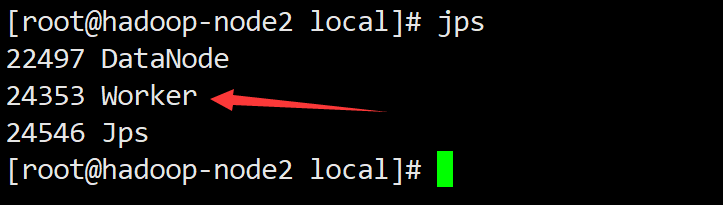 [root@hadoop-node2 local]# jps
22497 DataNode
24353 Worker
24546 Jps
[root@hadoop-node2 local]#